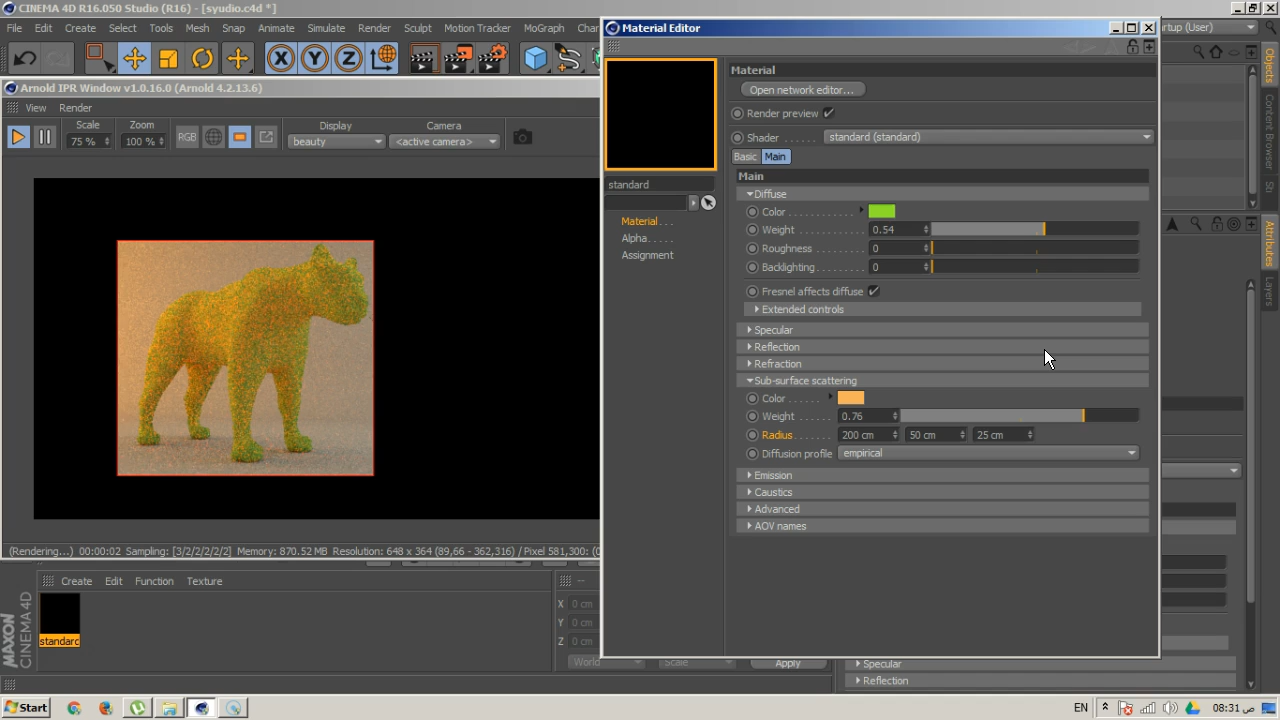 CINEMA 4D R16.050 Studio (R16) - [syudio.c4d *]
File Edit Create Select Tools Mesh Snap Animate Simulate Render Sculpt Motion Tracker MoGraph
Arnold IPR Window v1.0.16.0 (Arnold 4.2.13.6)
View Render
Scale Zoom Display Camera
75 % 100 % RGB beauty <active camera>
(Rendering...) 00:00:02 Sampling: [3/2/2/2/2/2] Memory: 870.52 MB Resolution: 648 x 364 (89,66 - 362,316) / Pixel 581,300:
Create Edit Function Texture
standarc
MAXON
CINEMA 4D
--
X 0 cm
Y 0 cm
Z 0 cm
World Scale Apply
Material Editor
standard
Material . . .
Alpha. . . . .
Assignment
Material
Open network editor...
Render preview
Shader . . . . . . standard (standard)
Basic Main
Main
Diffuse
Color
Weight 0.54
Roughness 0
Backlighting 0
Fresnel affects diffuse
Extended controls
Specular
Reflection
Refraction
Sub-surface scattering
Color
Weight 0.76
Radius 200 cm 50 cm 25 cm
Diffusion profile empirical
Emission
Caustics
Advanced
AOV names
Specular
Reflection
(User)
Objects
Content Browser
Attributes
Layers
Start
EN
08:31 ص